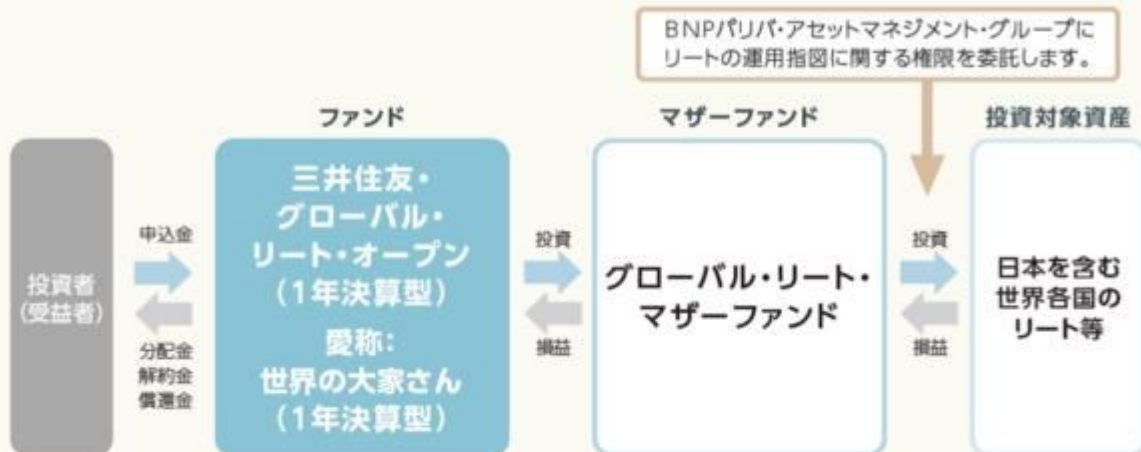 BNPパリバ・アセットマネジメント・グループに
リートの運用指図に関する権限を委託します。
ファンド
マザーファンド
投資対象資産
投資者
(受益者)
申込金
分配金
解約金
償還金
三井住友・
グローバル・
リート・オープン
(1年決算型)
愛称:
世界の大家さん
(1年決算型)
投資
損益
グローバル・リート・
マザーファンド
投資
損益
日本を含む
世界各国の
リート等